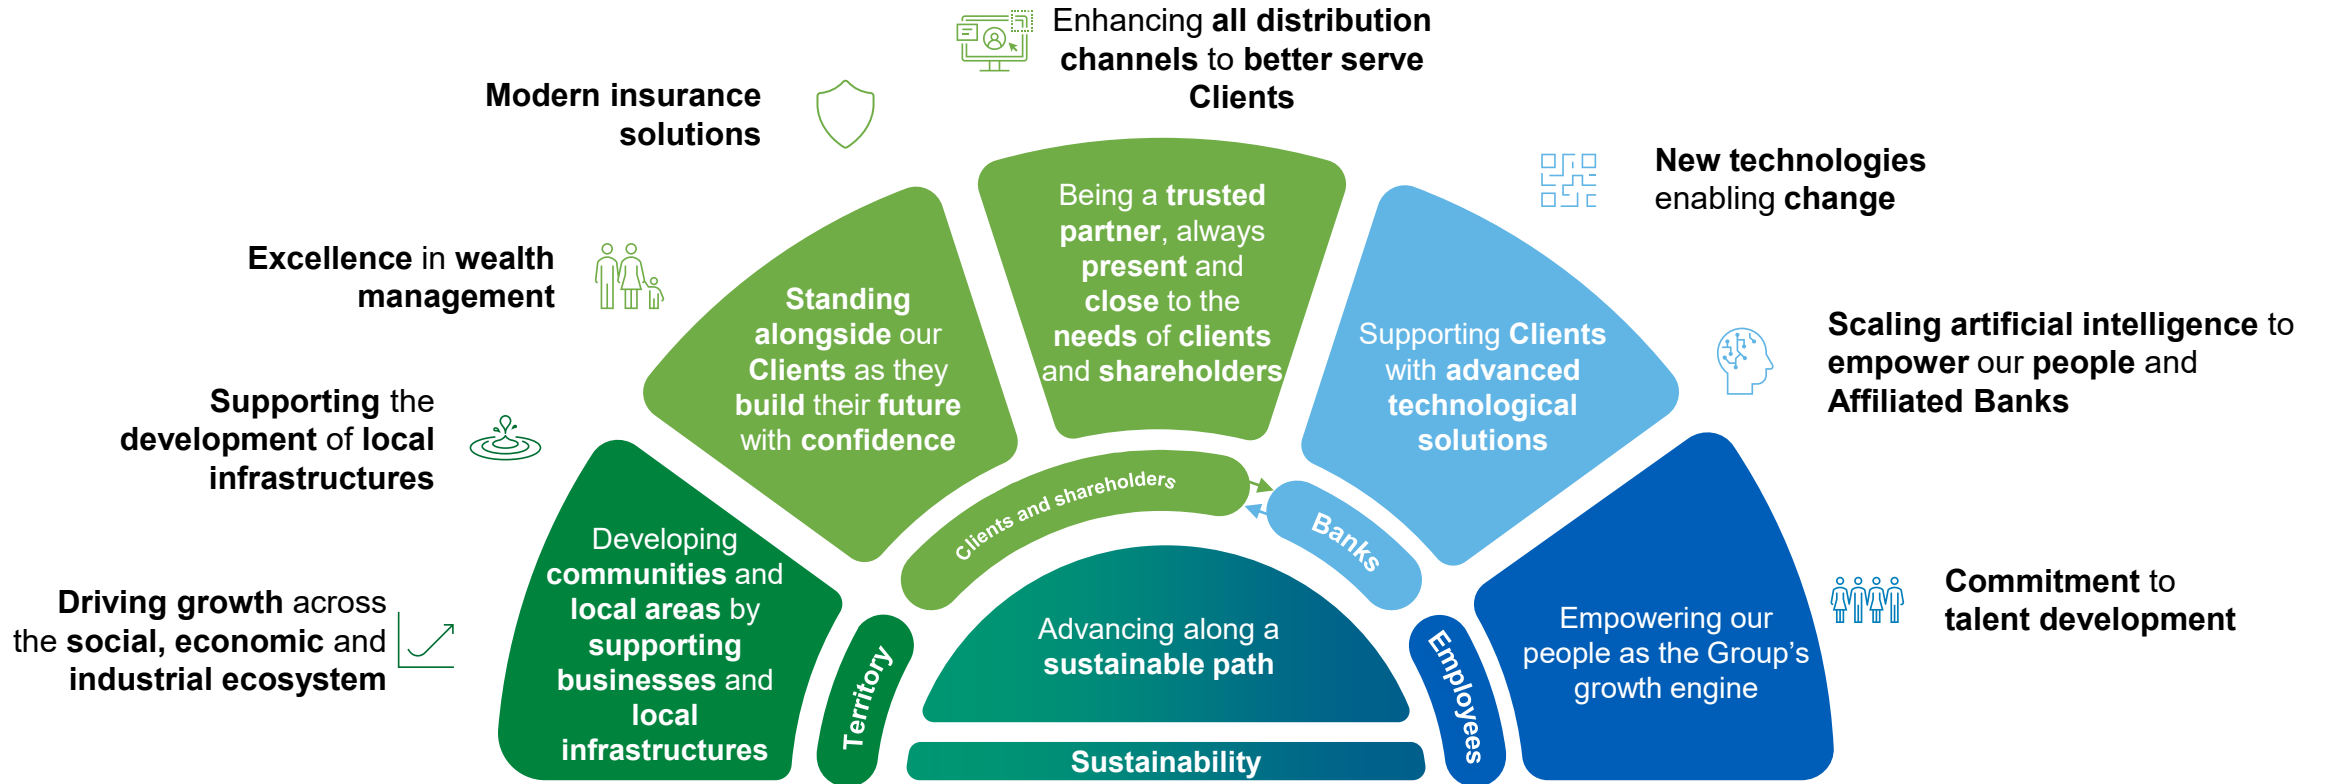 Enhancing all distribution
channels to better serve
Clients
Modern insurance
solutions
New technologies
enabling change
Excellence in wealth
management
Scaling artificial intelligence to
empower our people and
Affiliated Banks
Supporting the
development of local
infrastructures
Driving growth across
the social, economic and
industrial ecosystem
Commitment to
talent development
Developing
communities and
local areas by
supporting
businesses and
local
infrastructures
Standing
alongside our
Clients as they
build their future
with confidence
Being a trusted
partner, always
present and
close to the
needs of clients
and shareholders
Supporting Clients
with advanced
technological
solutions
Empowering our
people as the Group’s
growth engine
Territory
Clients and shareholders
Banks
Employees
Advancing along a
sustainable path
Sustainability